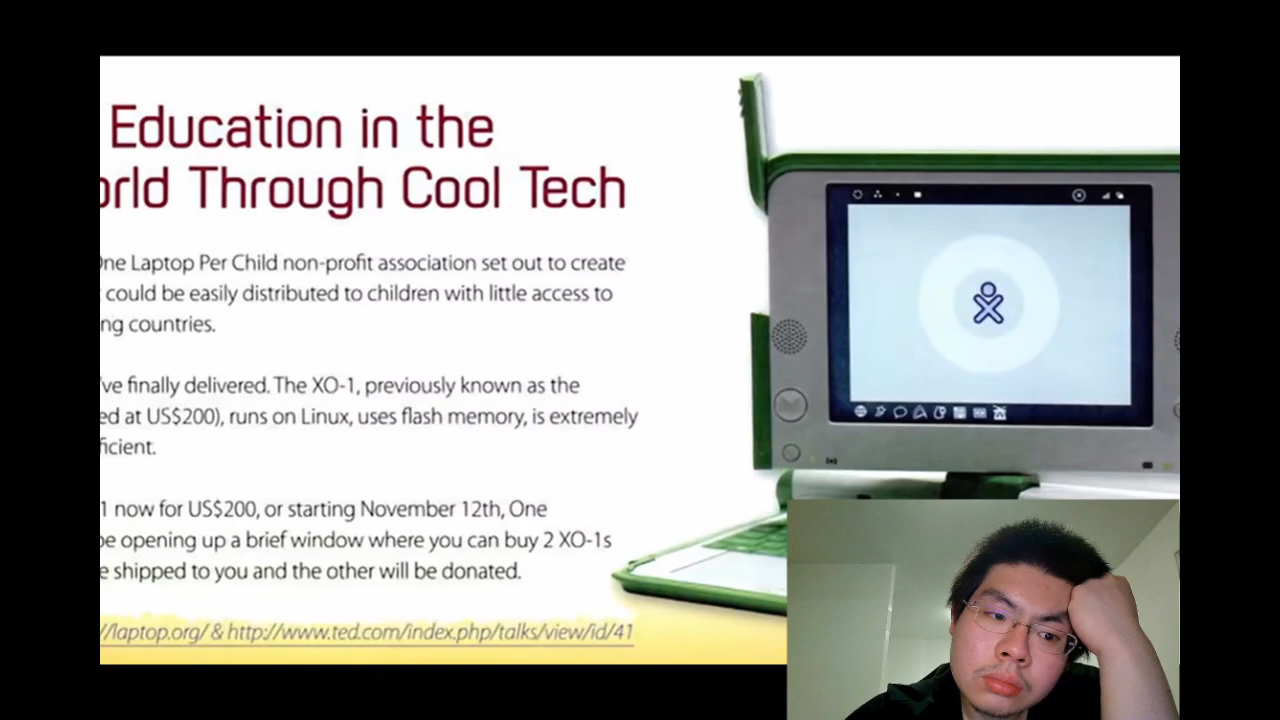 Education in the
orld Through Cool Tech
One Laptop Per Child non-profit association set out to create
could be easily distributed to children with little access to
ng countries.
've finally delivered. The XO-1, previously known as the
ed at US$200), runs on Linux, uses flash memory, is extremely
ficient.
1 now for US$200, or starting November 12th, One
be opening up a brief window where you can buy 2 XO-1s
e shipped to you and the other will be donated.
//laptop.org/ & http://www.ted.com/index.php/talks/view/id/41